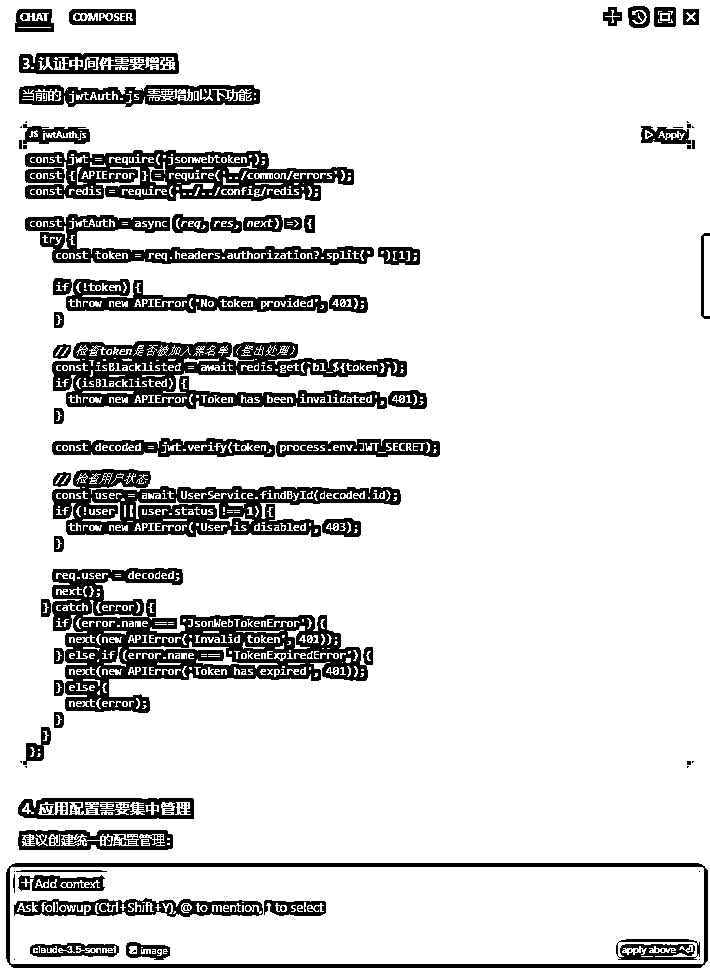 CHAT COMPOSER
3. 认证中间件需要增强
当前的 jwtAuth.js 需要增加以下功能:
JS jwtAuth.js Apply
const jwt = require('jsonwebtoken');
const { APIError } = require('../common/errors');
const redis = require('../../config/redis');
const jwtAuth = async (req, res, next) => {
try {
const token = req.headers.authorization?.split(' ')[1];
if (!token) {
throw new APIError('No token provided', 401);
}
// 检查token是否被加入黑名单（登出处理）
const isBlacklisted = await redis.get(`bl_${token}`);
if (isBlacklisted) {
throw new APIError('Token has been invalidated', 401);
}
const decoded = jwt.verify(token, process.env.JWT_SECRET);
// 检查用户状态
const user = await UserService.findById(decoded.id);
if (!user || user.status !== 1) {
throw new APIError('User is disabled', 403);
}
req.user = decoded;
next();
} catch (error) {
if (error.name === 'JsonWebTokenError') {
next(new APIError('Invalid token', 401));
} else if (error.name === 'TokenExpiredError') {
next(new APIError('Token has expired', 401));
} else {
next(error);
}
}
};
4. 应用配置需要集中管理
建议创建统一的配置管理:
+ Add context
Ask followup (Ctrl+Shift+Y), @ to mention, ↑ to select
claude-3.5-sonnet image apply above ^⏎